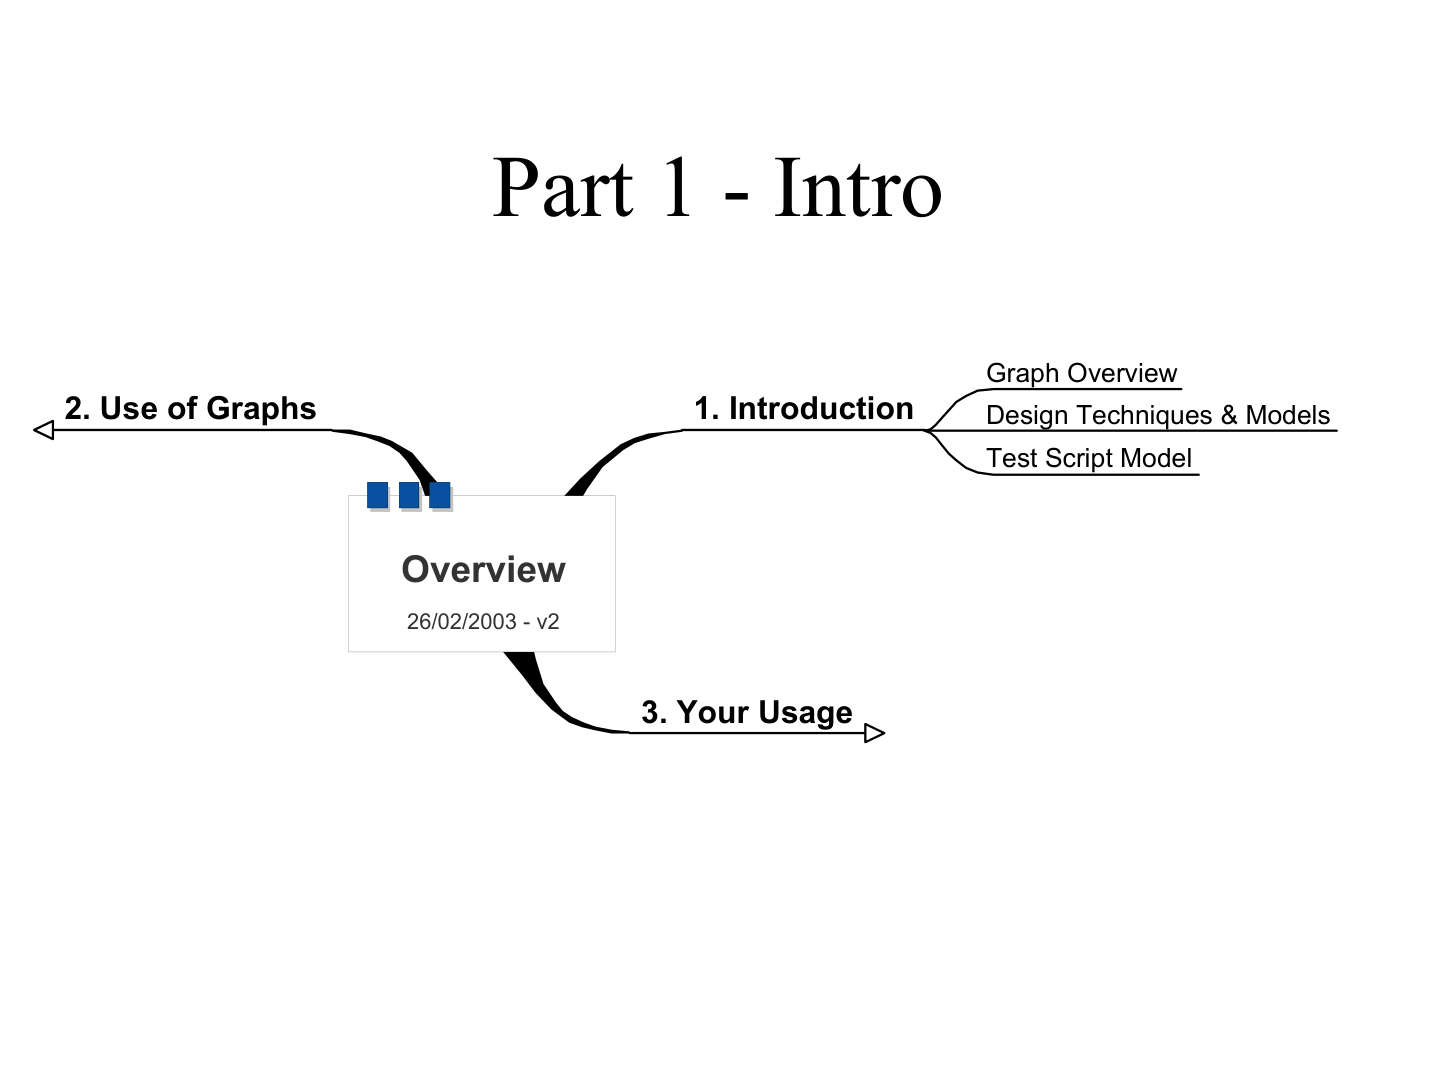 Part 1 - Intro
2. Use of Graphs
1. Introduction
Graph Overview
Design Techniques & Models
Test Script Model
Overview
26/02/2003 - v2
3. Your Usage